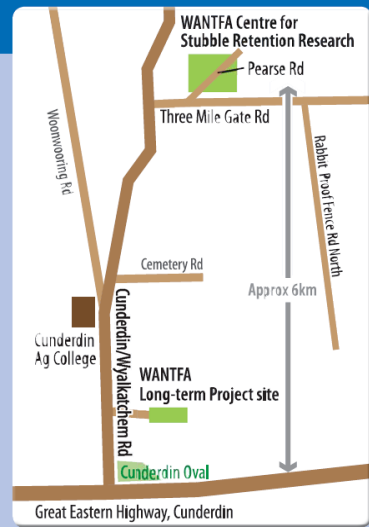 WANTFA Centre for
Stubble Retention Research
Pearse Rd
Three Mile Gate Rd
Woonwooring Rd
Rabbit Proof Fence Rd North
Cemetery Rd
Approx 6km
Cunderdin
Ag College
Cunderdin/Wyalkatchem Rd
WANTFA
Long-term Project site
Cunderdin Oval
Great Eastern Highway, Cunderdin